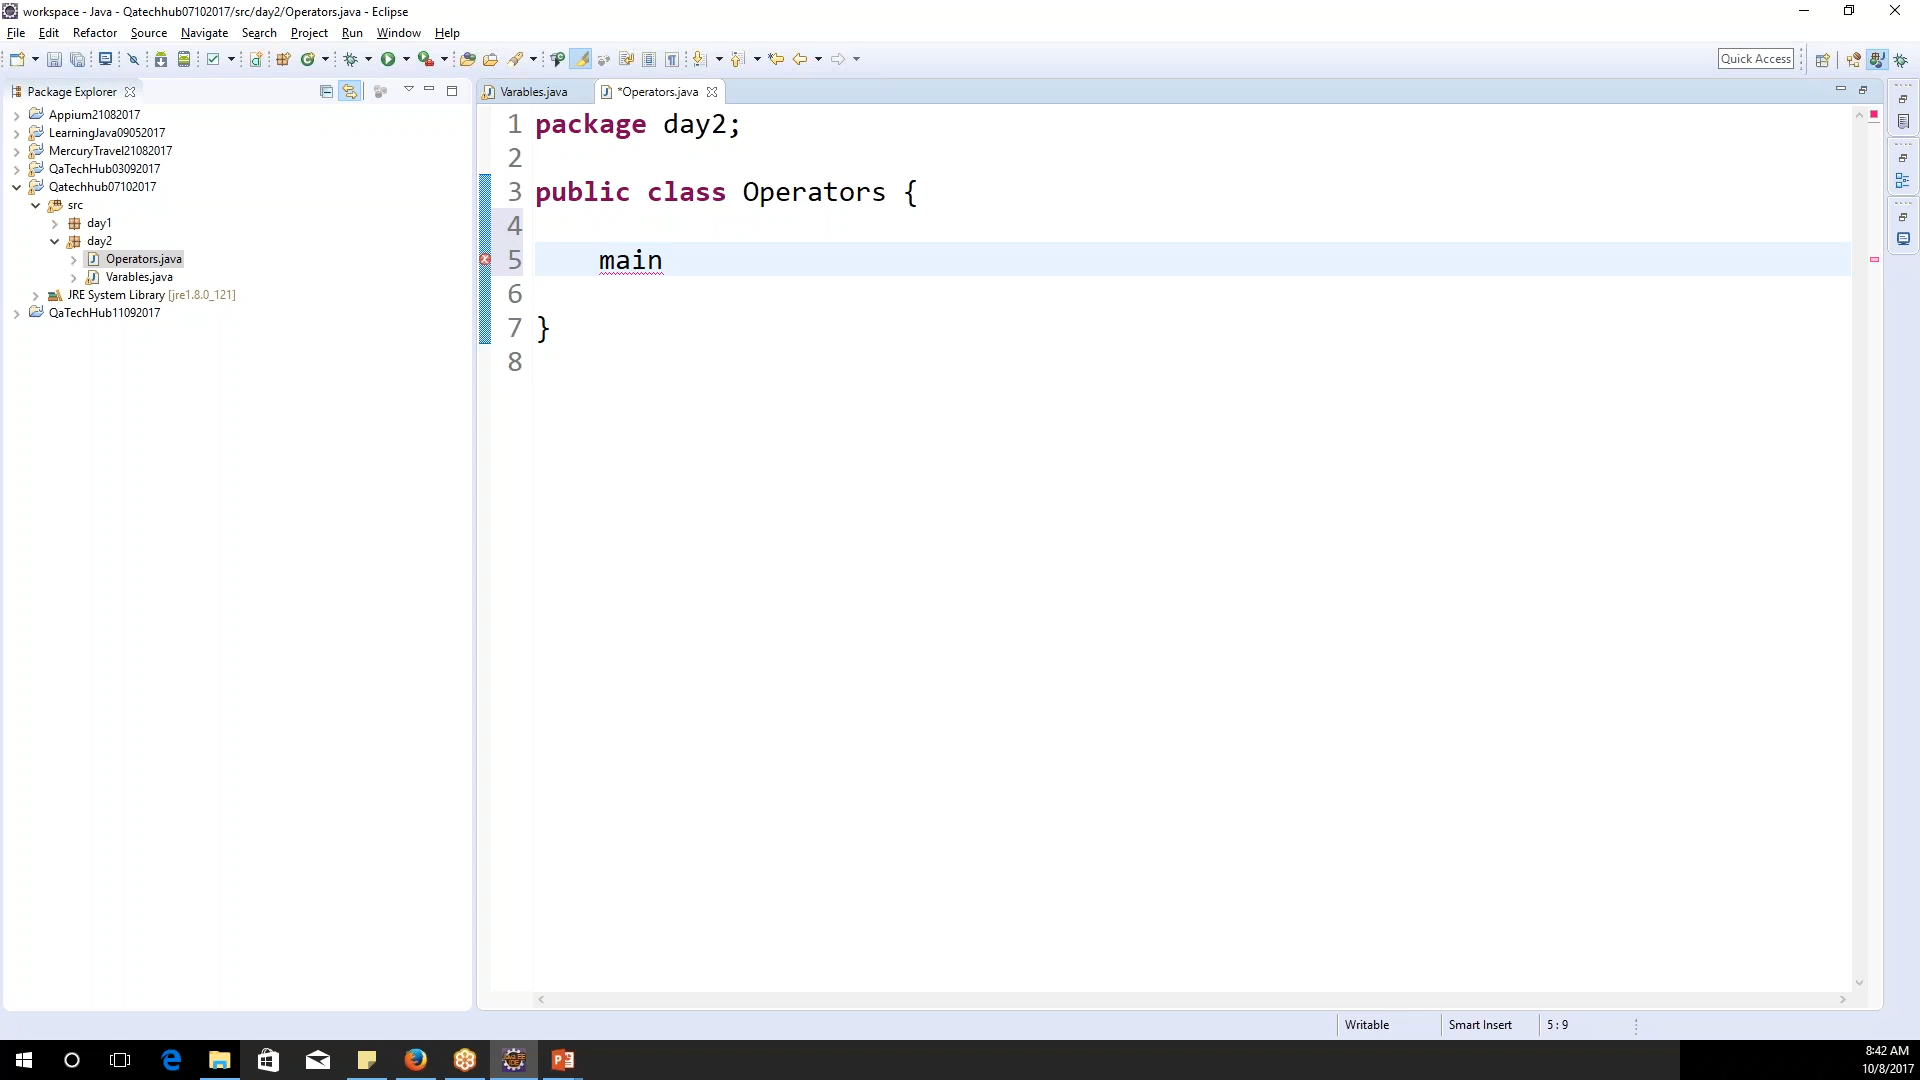 workspace - Java - Qatechhub07102017/src/day2/Operators.java - Eclipse
File Edit Refactor Source Navigate Search Project Run Window Help
Quick Access
Package Explorer
Varables.java
*Operators.java
Appium21082017
LearningJava09052017
MercuryTravel21082017
QaTechHub03092017
Qatechhub07102017
src
day1
day2
Operators.java
Varables.java
JRE System Library [jre1.8.0_121]
QaTechHub11092017
1 package day2;
2
3 public class Operators {
4
5 main
6
7 }
8
Writable
Smart Insert
5 : 9
8:42 AM
10/8/2017